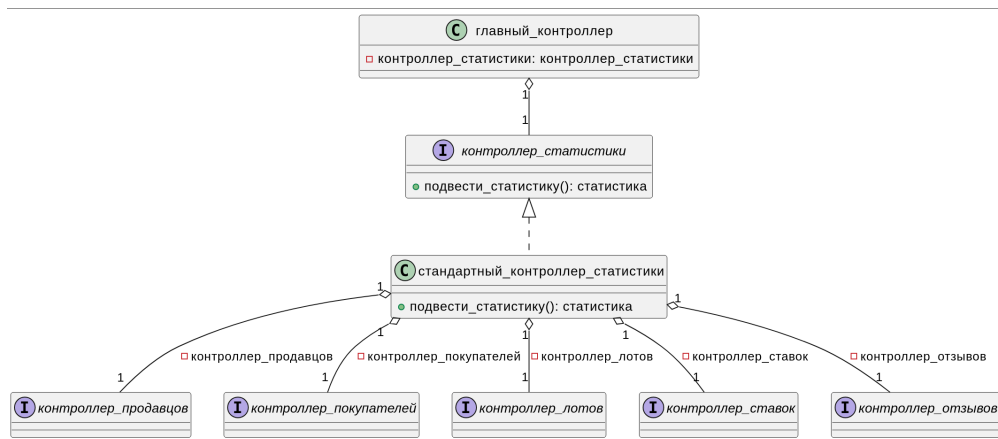 C главный_контроллер
контроллер_статистики: контроллер_статистики
1
1
I контроллер_статистики
подвести_статистику(): статистика
C стандартный_контроллер_статистики
подвести_статистику(): статистика
1 1 1 1 1
контроллер_продавцов контроллер_покупателей контроллер_лотов контроллер_ставок контроллер_отзывов
1 1 1 1 1
I контроллер_продавцов I контроллер_покупателей I контроллер_лотов I контроллер_ставок I контроллер_отзывов